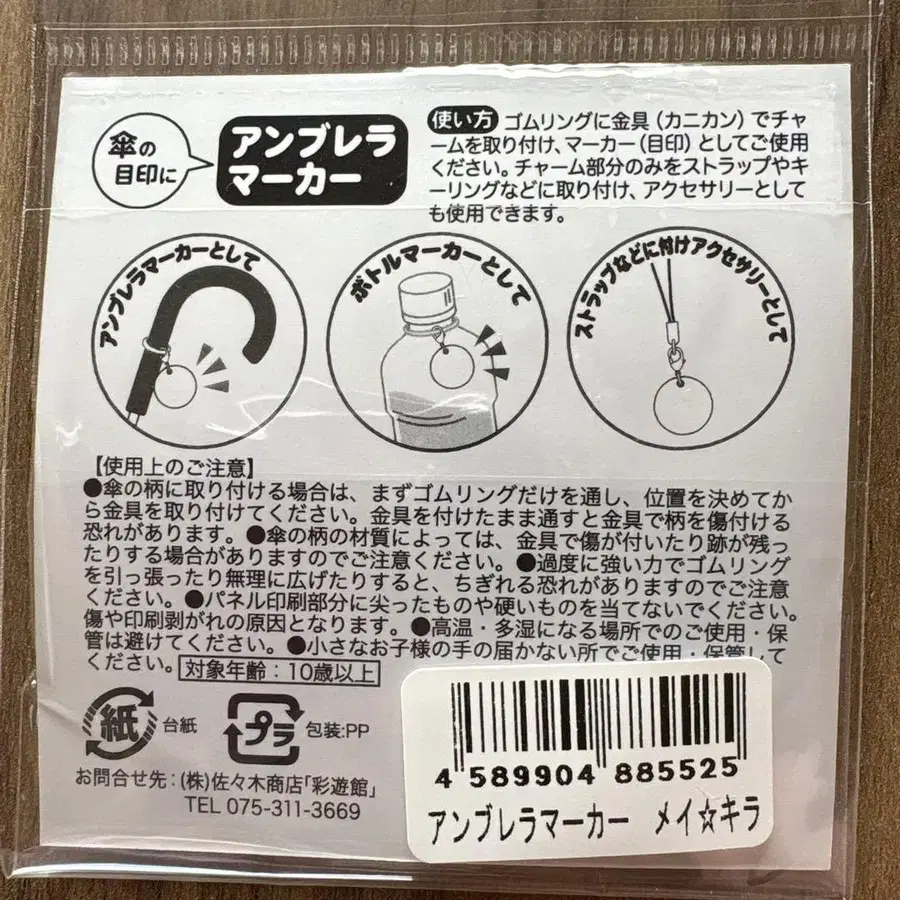 傘の
目印に
アンブレラ
マーカー
使い方 ゴムリングに金具(カニカン)でチャ
ームを取り付け、マーカー(目印)としてご使用
ください。チャーム部分のみをストラップやキ
ーリングなどに取り付け、アクセサリーとして
も使用できます。
アンブレラマーカーとして
ボトルマーカーとして
ストラップなどに付けアクセサリーとして
【使用上のご注意】
●傘の柄に取り付ける場合は、まずゴムリングだけを通し、位置を決めてか
ら金具を取り付けてください。金具を付けたまま通すと金具で柄を傷付ける
恐れがあります。●傘の柄の材質によっては、金具で傷が付いたり跡が残っ
たりする場合がありますのでご注意ください。●過度に強い力でゴムリング
を引っ張ったり無理に広げたりすると、ちぎれる恐れがありますのでご注意
ください。●パネル印刷部分に尖ったものや硬いものを当てないでください。
傷や印刷剥がれの原因となります。●高温・多湿になる場所でのご使用・保
管は避けてください。●小さなお子様の手の届かない所でご使用・保管して
ください。対象年齢:10歳以上
紙 台紙
プラ 包装:PP
お問合せ先:(株)佐々木商店「彩遊館」
TEL 075-311-3669
4 589904 885525
アンブレラマーカー メイ☆キラ